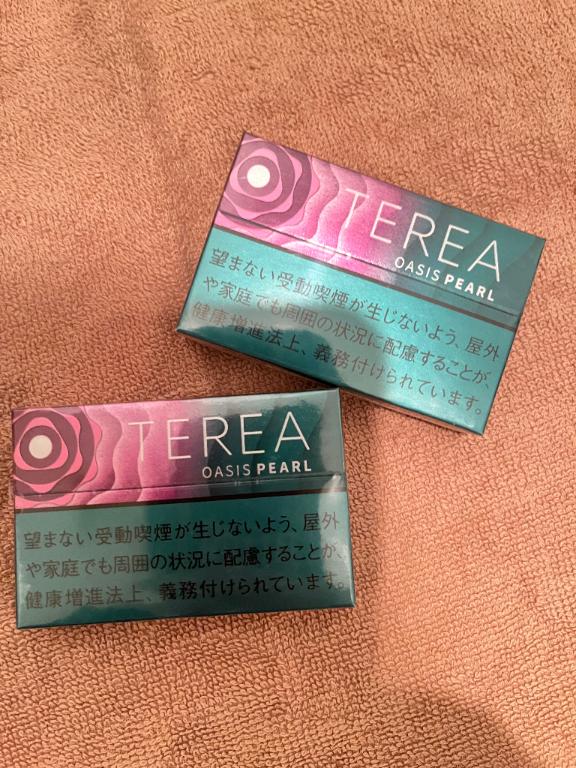 TEREA
OASIS PEARL
望まない受動喫煙が生じないよう、屋外
や家庭でも周囲の状況に配慮することが、
健康増進法上、義務付けられています。
TEREA
OASIS PEARL
望まない受動喫煙が生じないよう、屋外
や家庭でも周囲の状況に配慮することが、
健康増進法上、義務付けられています。